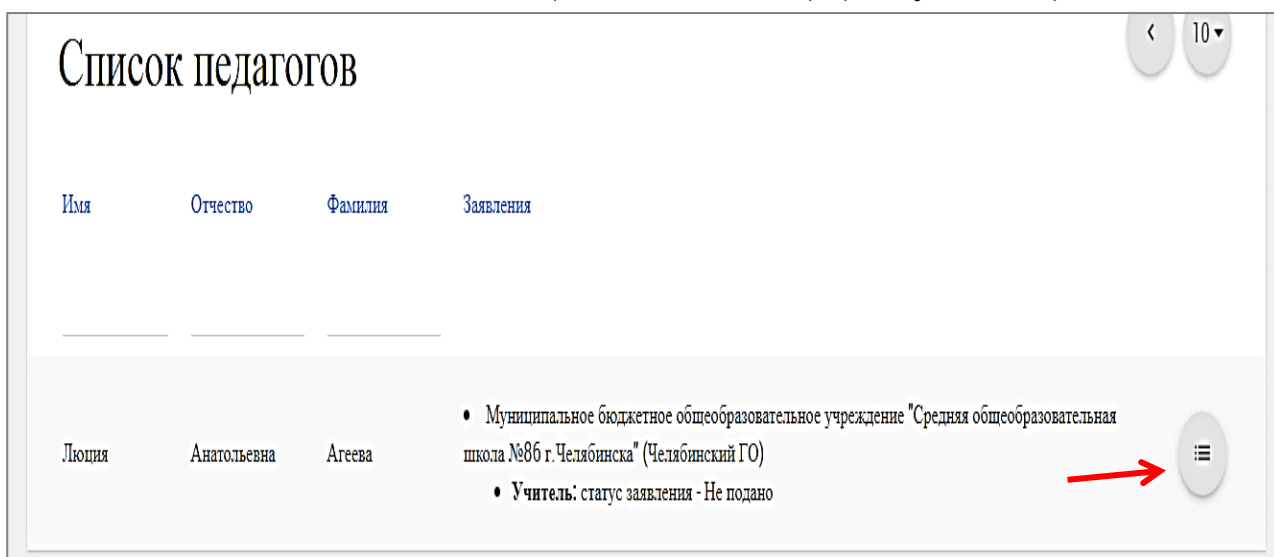 Список педагогов
10
Имя Отчество Фамилия Заявления
• Муниципальное бюджетное общеобразовательное учреждение "Средняя общеобразовательная
Люция Анатольевна Агеева школа №86 г.Челябинска" (Челябинский ГО)
• Учитель: статус заявления - Не подано